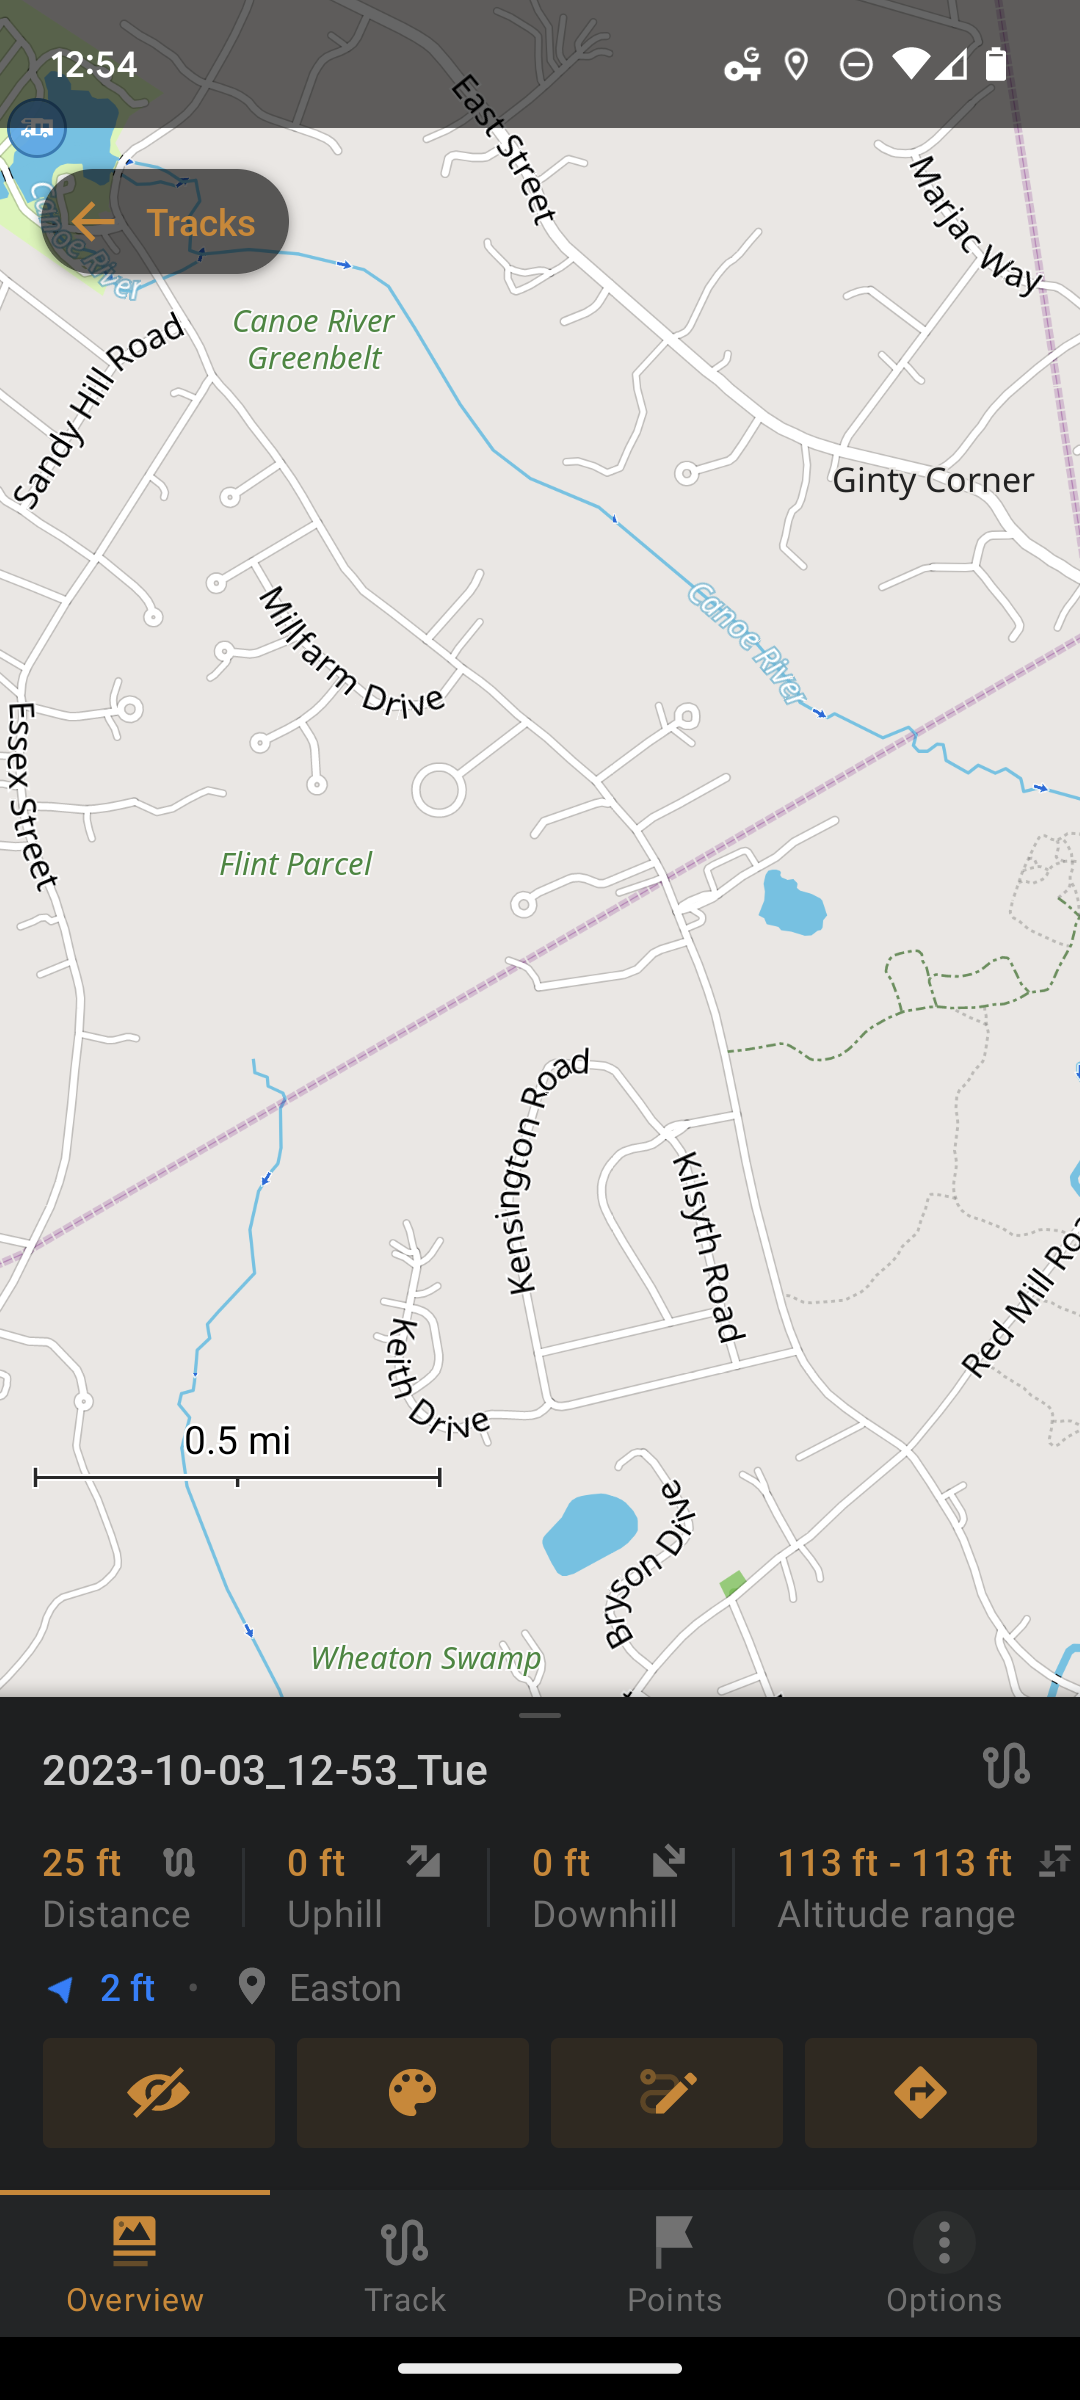 12:54
G
East Street
Marjac Way
Tracks
Canoe River
Canoe River
Greenbelt
Sandy Hill Road
Ginty Corner
Canoe River
Millfarm Drive
Essex Street
Flint Parcel
Kensington Road
Kilsyth Road
Red Mill Roa
Keith Drive
0.5 mi
Bryson Drive
Wheaton Swamp
2023-10-03_12-53_Tue
25 ft
0 ft
0 ft
113 ft - 113 ft
Distance
Uphill
Downhill
Altitude range
2 ft • Easton
Overview
Track
Points
Options